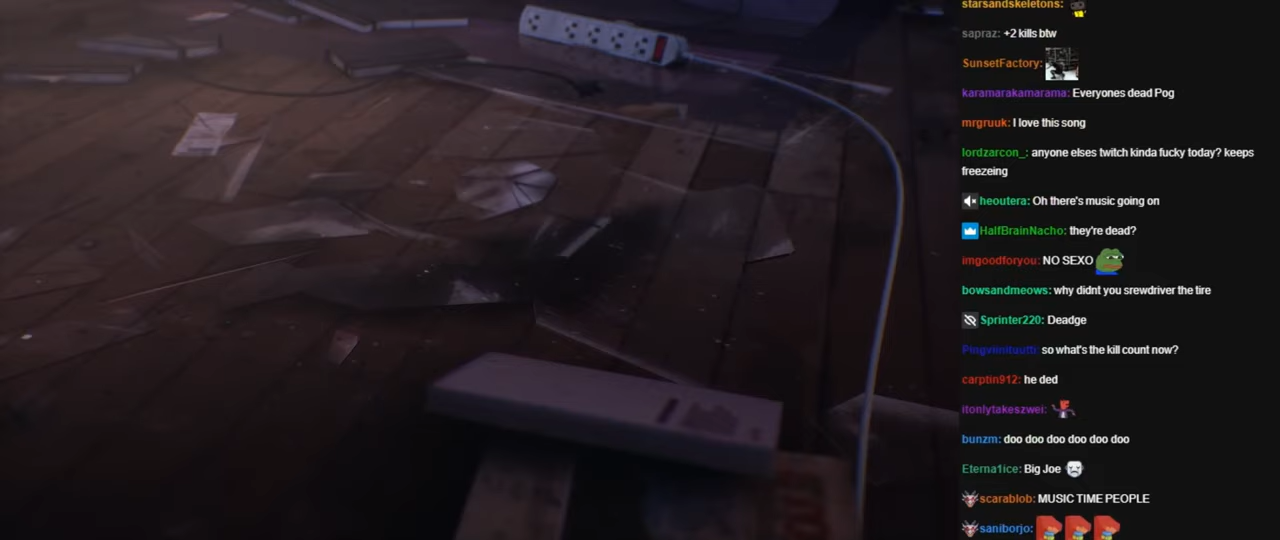 starsandskeletons:
sapraz: +2 kills btw
SunsetFactory:
karamarakamarama: Everyones dead Pog
mrgruuk: I love this song
lordzarcon_: anyone elses twitch kinda fucky today? keeps
freezeing
heoutera: Oh there's music going on
HalfBrainNacho: they're dead?
imgoodforyou: NO SEXO
bowsandmeows: why didnt you srewdriver the tire
Sprinter220: Deadge
so what's the kill count now?
carptin912: he ded
itonlytakeszwei:
bunzm: doo doo doo doo doo doo
Eterna1ice: Big Joe
scarablob: MUSIC TIME PEOPLE
saniborjo: